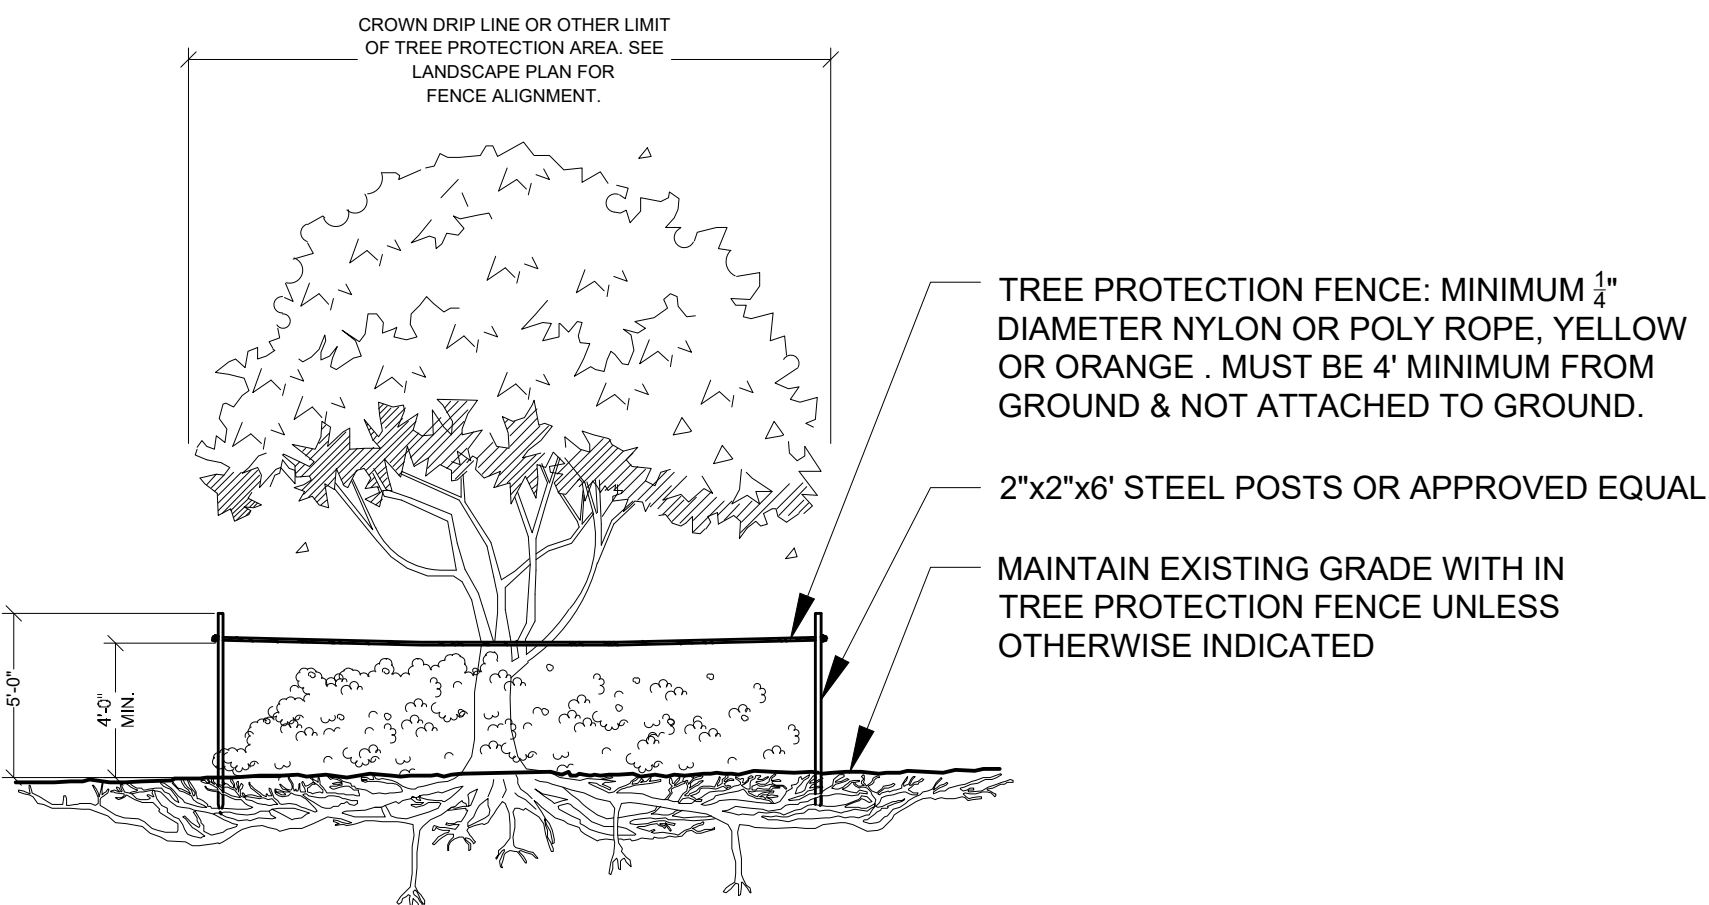 CROWN DRIP LINE OR OTHER LIMIT
OF TREE PROTECTION AREA. SEE
LANDSCAPE PLAN FOR
FENCE ALIGNMENT.
TREE PROTECTION FENCE: MINIMUM 1/4"
DIAMETER NYLON OR POLY ROPE, YELLOW
OR ORANGE . MUST BE 4' MINIMUM FROM
GROUND & NOT ATTACHED TO GROUND.
2"x2"x6' STEEL POSTS OR APPROVED EQUAL
MAINTAIN EXISTING GRADE WITH IN
TREE PROTECTION FENCE UNLESS
OTHERWISE INDICATED
5'-0"
4'-0"
MIN.